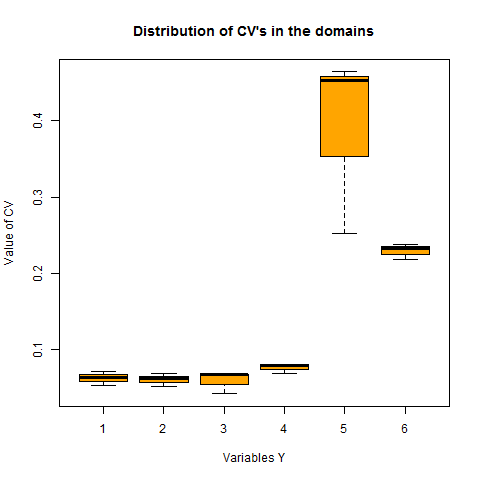 Distribution of CV's in the domains
Value of CV
0.4
0.3
0.2
0.1
1 2 3 4 5 6
Variables Y